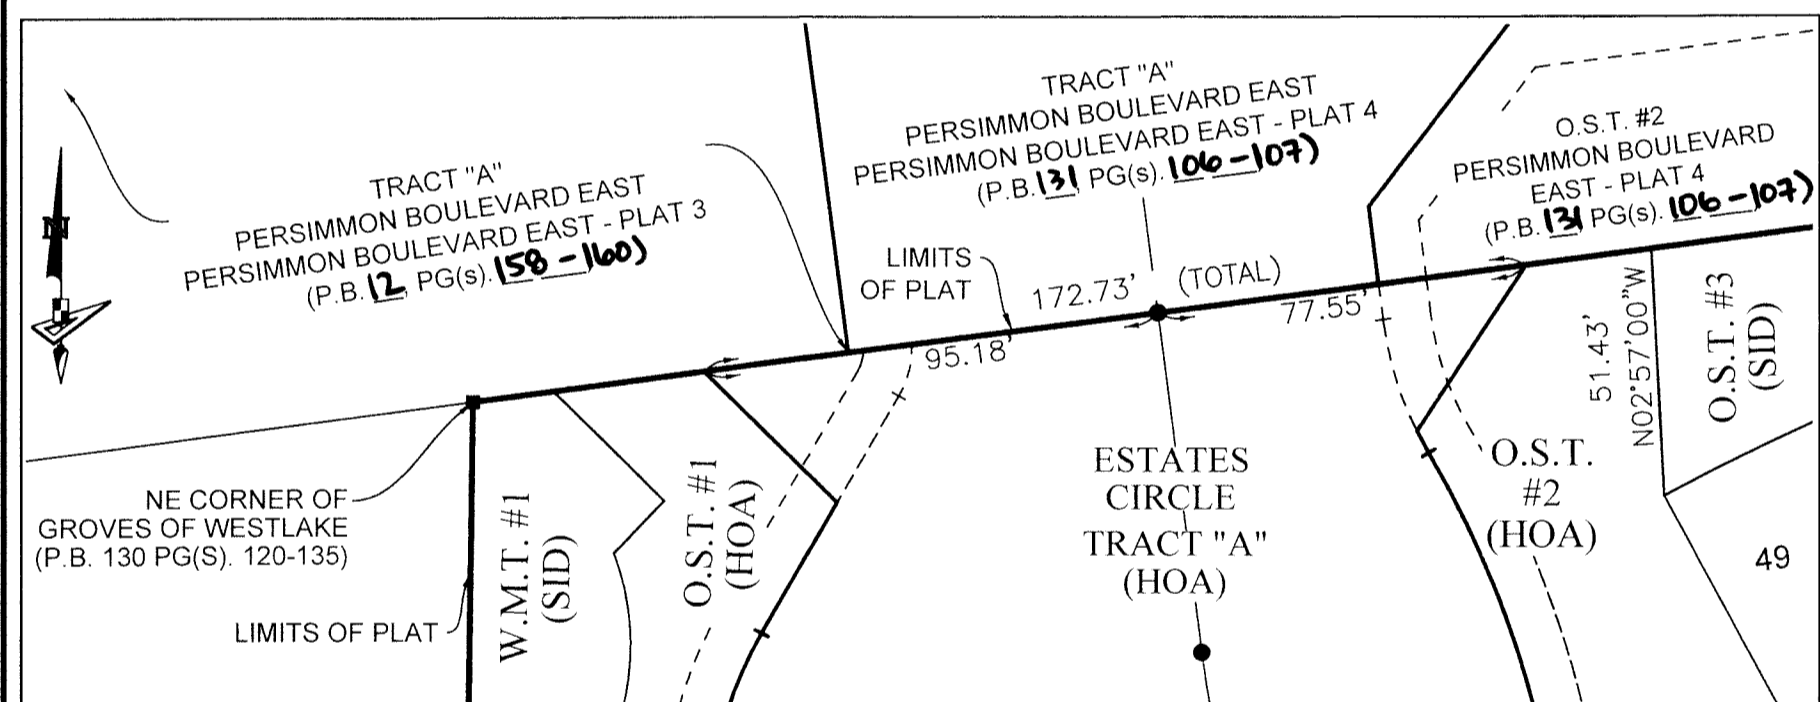 TRACT "A"
PERSIMMON BOULEVARD EAST
PERSIMMON BOULEVARD EAST - PLAT 3
(P.B. 12 PG(s). 158-160)
TRACT "A"
PERSIMMON BOULEVARD EAST
PERSIMMON BOULEVARD EAST - PLAT 4
(P.B. 131 PG(s). 106-107)
O.S.T. #2
PERSIMMON BOULEVARD
EAST - PLAT 4
(P.B. 131 PG(s). 106-107)
N
LIMITS
OF PLAT
172.73' (TOTAL)
77.55'
95.18'
51.43'
N02°57'00"W
O.S.T. #3
(SID)
NE CORNER OF
GROVES OF WESTLAKE
(P.B. 130 PG(S). 120-135)
LIMITS OF PLAT
W.M.T. #1
(SID)
O.S.T. #1
(HOA)
ESTATES
CIRCLE
TRACT "A"
(HOA)
O.S.T.
#2
(HOA)
49